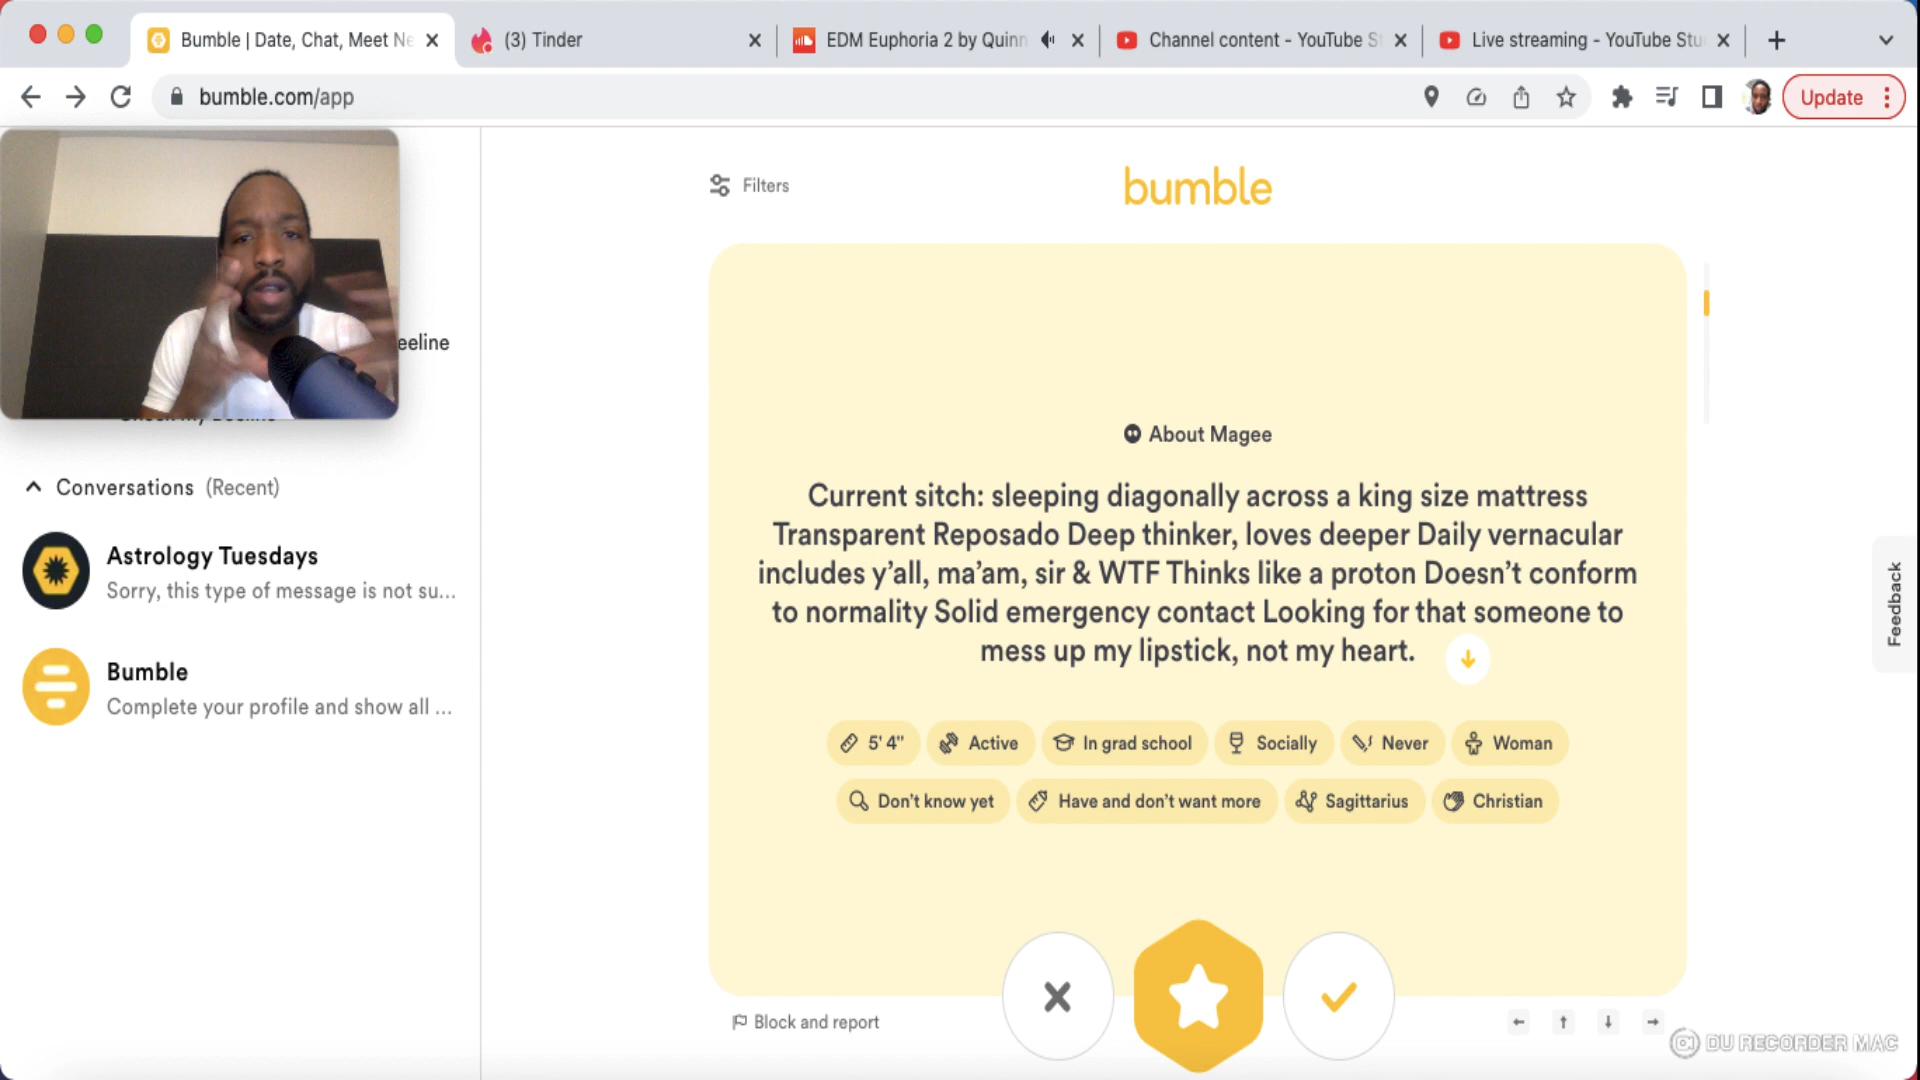 Bumble | Date, Chat, Meet Ne
(3) Tinder
EDM Euphoria 2 by Quinn
Channel content - YouTube S
Live streaming - YouTube Stu
bumble.com/app
Update
Filters
bumble
eeline
Conversations (Recent)
Astrology Tuesdays
Sorry, this type of message is not su...
Bumble
Complete your profile and show all ...
About Magee
Current sitch: sleeping diagonally across a king size mattress
Transparent Reposado Deep thinker, loves deeper Daily vernacular
includes y’all, ma’am, sir & WTF Thinks like a proton Doesn’t conform
to normality Solid emergency contact Looking for that someone to
mess up my lipstick, not my heart.
5' 4" Active In grad school Socially Never Woman
Don’t know yet Have and don’t want more Sagittarius Christian
Feedback
Block and report
DU RECORDER MAC